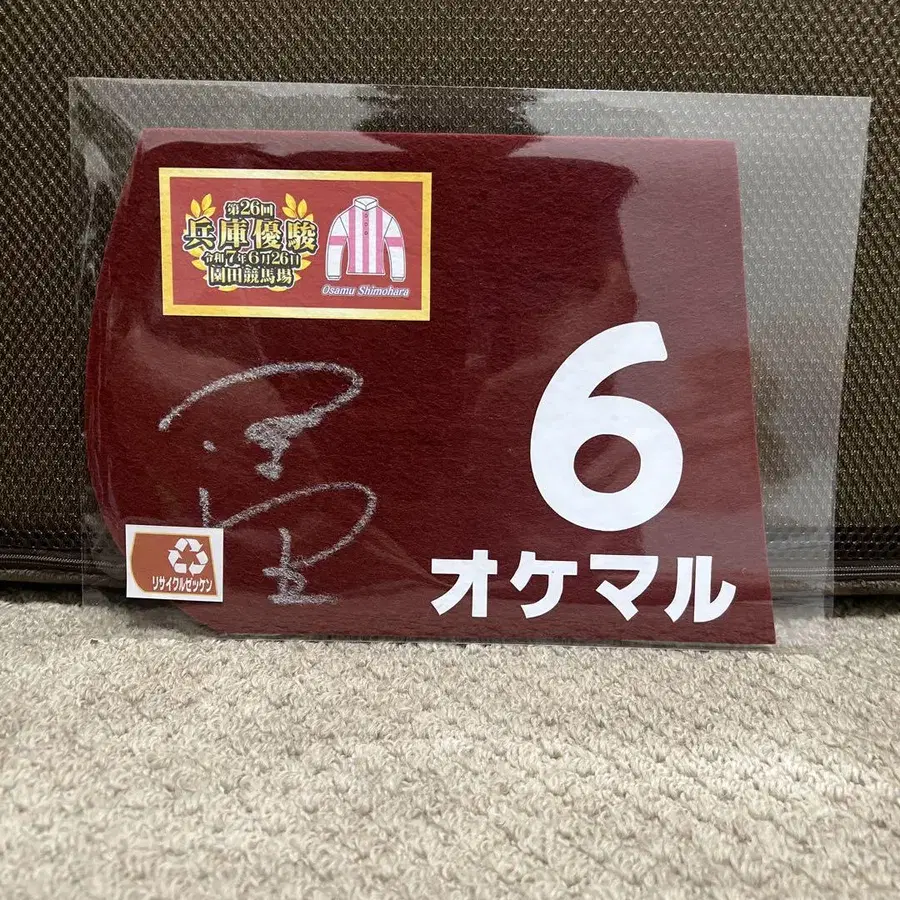 第26回
兵庫優駿
令和7年6月26日
園田競馬場
Osamu Shimohara
6
オケマル
リサイクルゼッケン